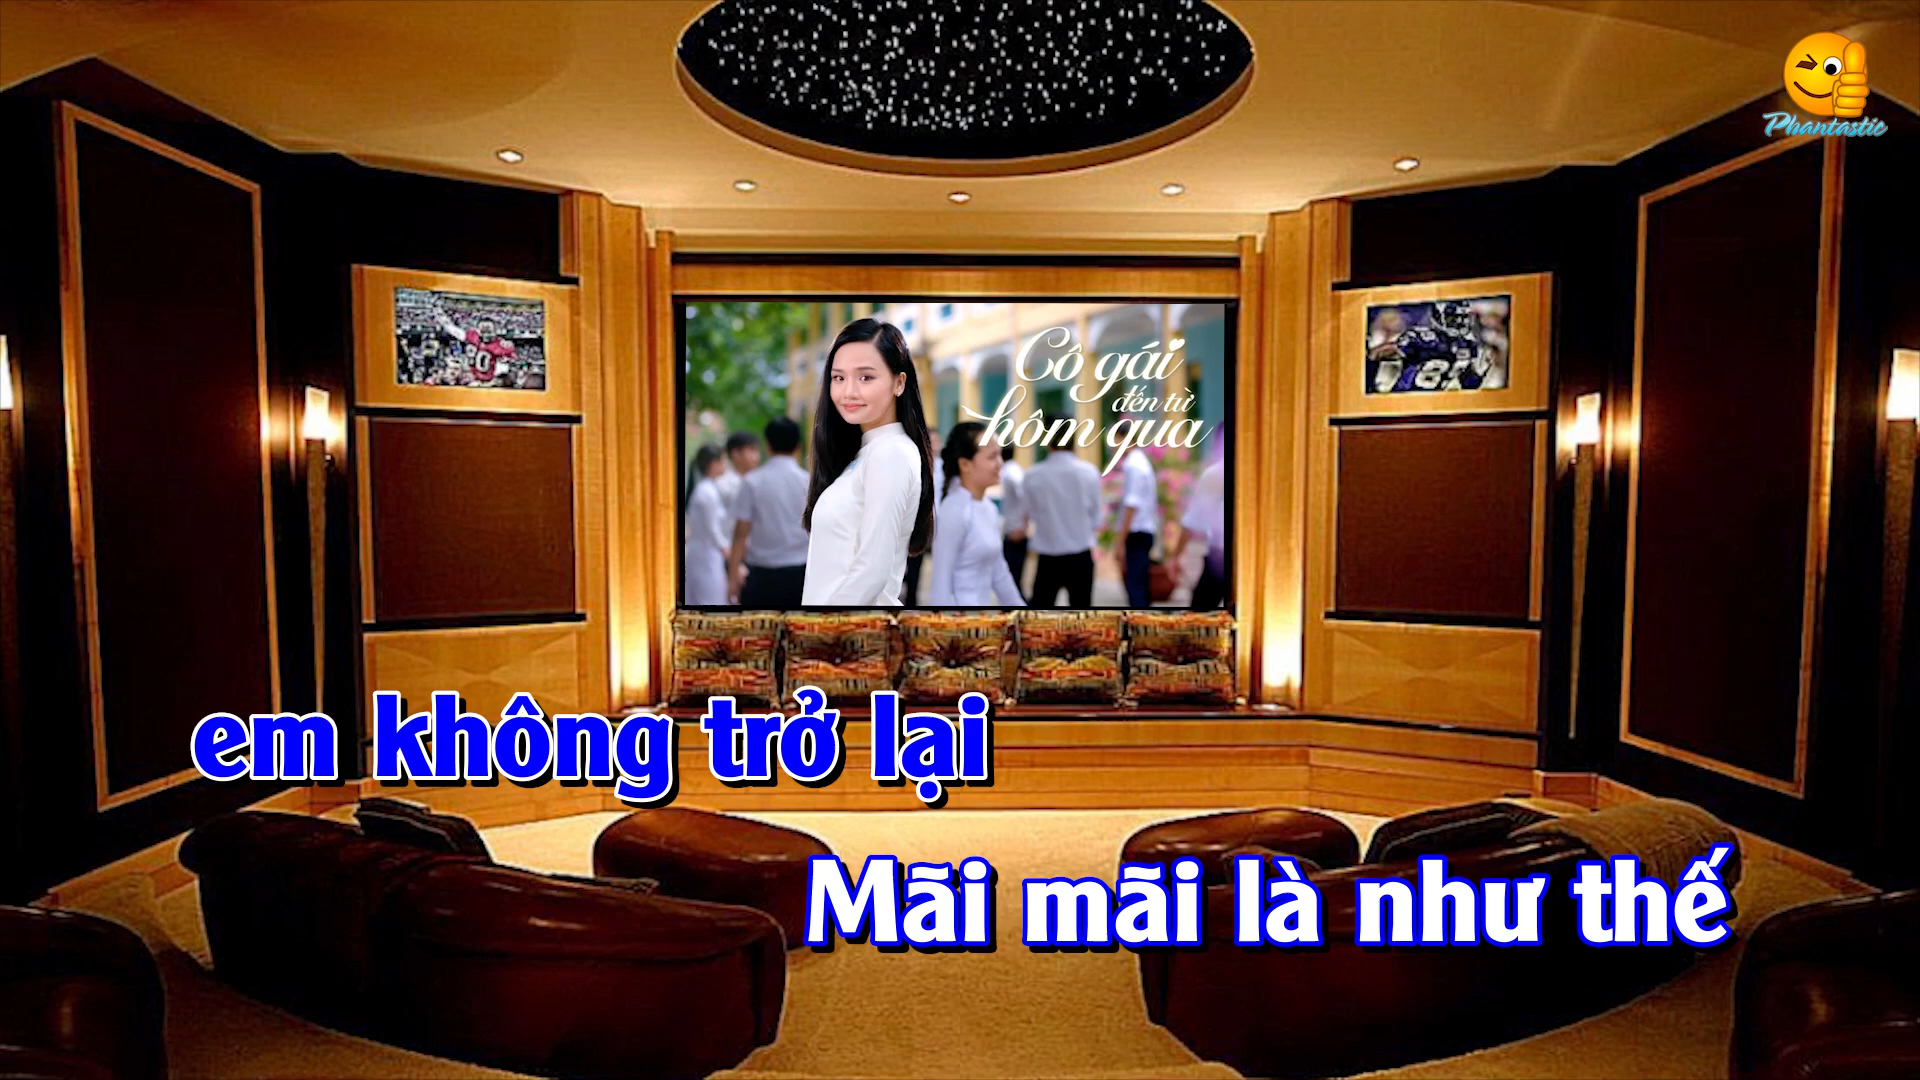 Phantastic
Cô gái
đến từ
hôm qua
em không trở lại
Mãi mãi là như thế